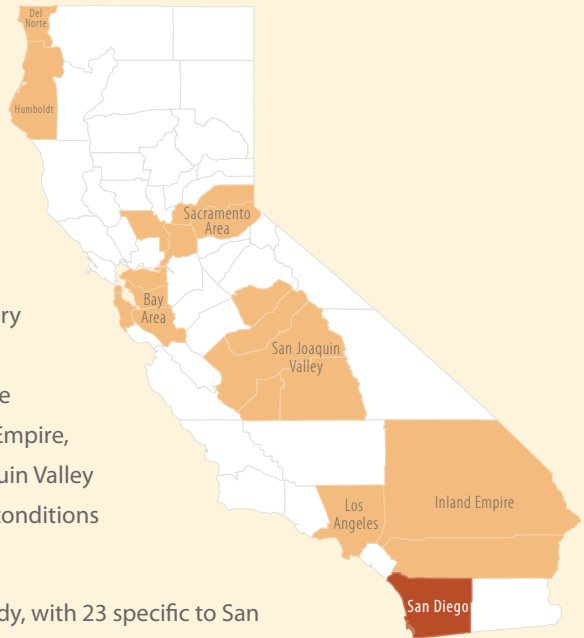 Del
Norte
Humboldt
Sacramento
Area
Bay
Area
San Joaquin
Valley
Los
Angeles
Inland Empire
San Diego
ry
e
Empire,
uin Valley
conditions
dy, with 23 specific to San